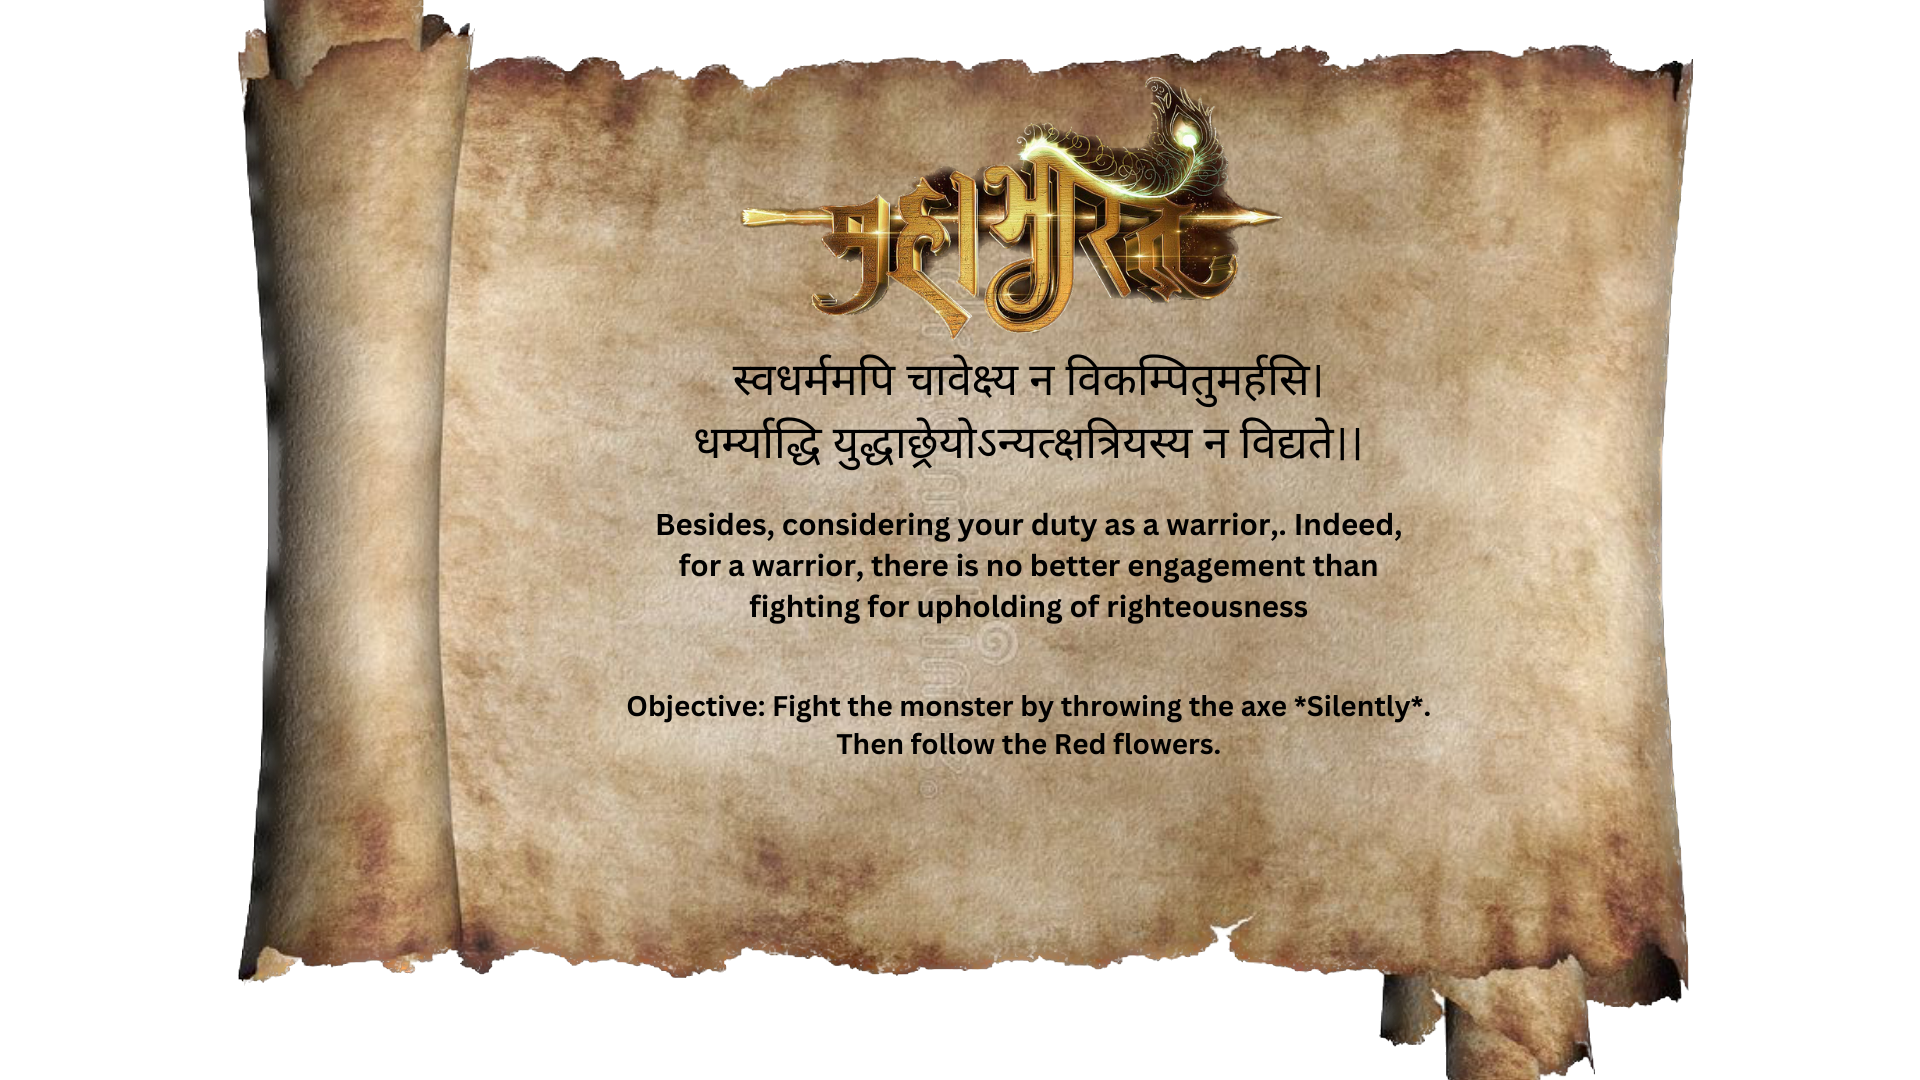 महाभारत
स्वधर्ममपि चावेक्ष्य न विकम्पितुमर्हसि|
धर्म्याद्धि युद्धाछ्रेयोऽन्यत्क्षत्रियस्य न विद्यते||
Besides, considering your duty as a warrior,. Indeed,
for a warrior, there is no better engagement than
fighting for upholding of righteousness
Objective: Fight the monster by throwing the axe *Silently*.
Then follow the Red flowers.